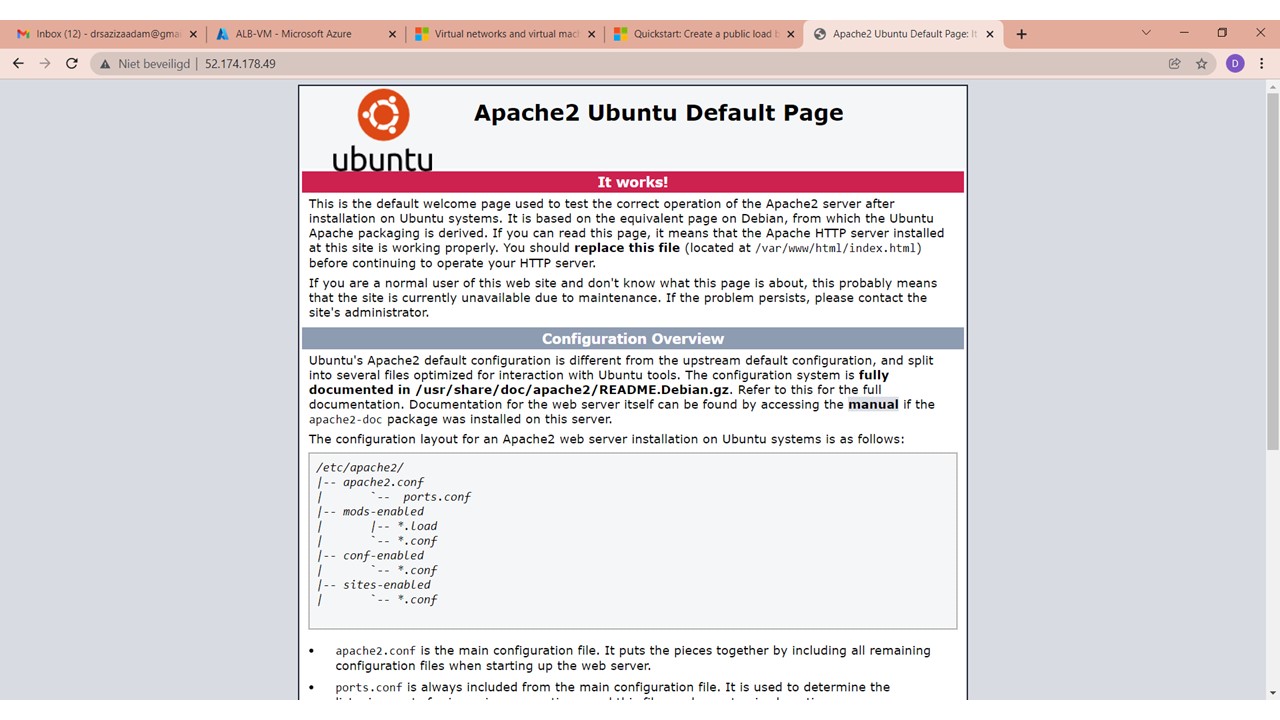 Inbox (12) - drsazizaadam@gma
ALB-VM - Microsoft Azure
Virtual networks and virtual mac
Quickstart: Create a public load b
Apache2 Ubuntu Default Page: It
Niet beveiligd | 52.174.178.49
D
ubuntu
Apache2 Ubuntu Default Page
It works!
This is the default welcome page used to test the correct operation of the Apache2 server after
installation on Ubuntu systems. It is based on the equivalent page on Debian, from which the Ubuntu
Apache packaging is derived. If you can read this page, it means that the Apache HTTP server installed
at this site is working properly. You should replace this file (located at /var/www/html/index.html)
before continuing to operate your HTTP server.
If you are a normal user of this web site and don't know what this page is about, this probably means
that the site is currently unavailable due to maintenance. If the problem persists, please contact the
site's administrator.
Configuration Overview
Ubuntu's Apache2 default configuration is different from the upstream default configuration, and split
into several files optimized for interaction with Ubuntu tools. The configuration system is fully
documented in /usr/share/doc/apache2/README.Debian.gz. Refer to this for the full
documentation. Documentation for the web server itself can be found by accessing the manual if the
apache2-doc package was installed on this server.
The configuration layout for an Apache2 web server installation on Ubuntu systems is as follows:
/etc/apache2/
|-- apache2.conf
|       `--  ports.conf
|-- mods-enabled
|       |-- *.load
|       `-- *.conf
|-- conf-enabled
|       `-- *.conf
|-- sites-enabled
|       `-- *.conf
• apache2.conf is the main configuration file. It puts the pieces together by including all remaining
configuration files when starting up the web server.
• ports.conf is always included from the main configuration file. It is used to determine the